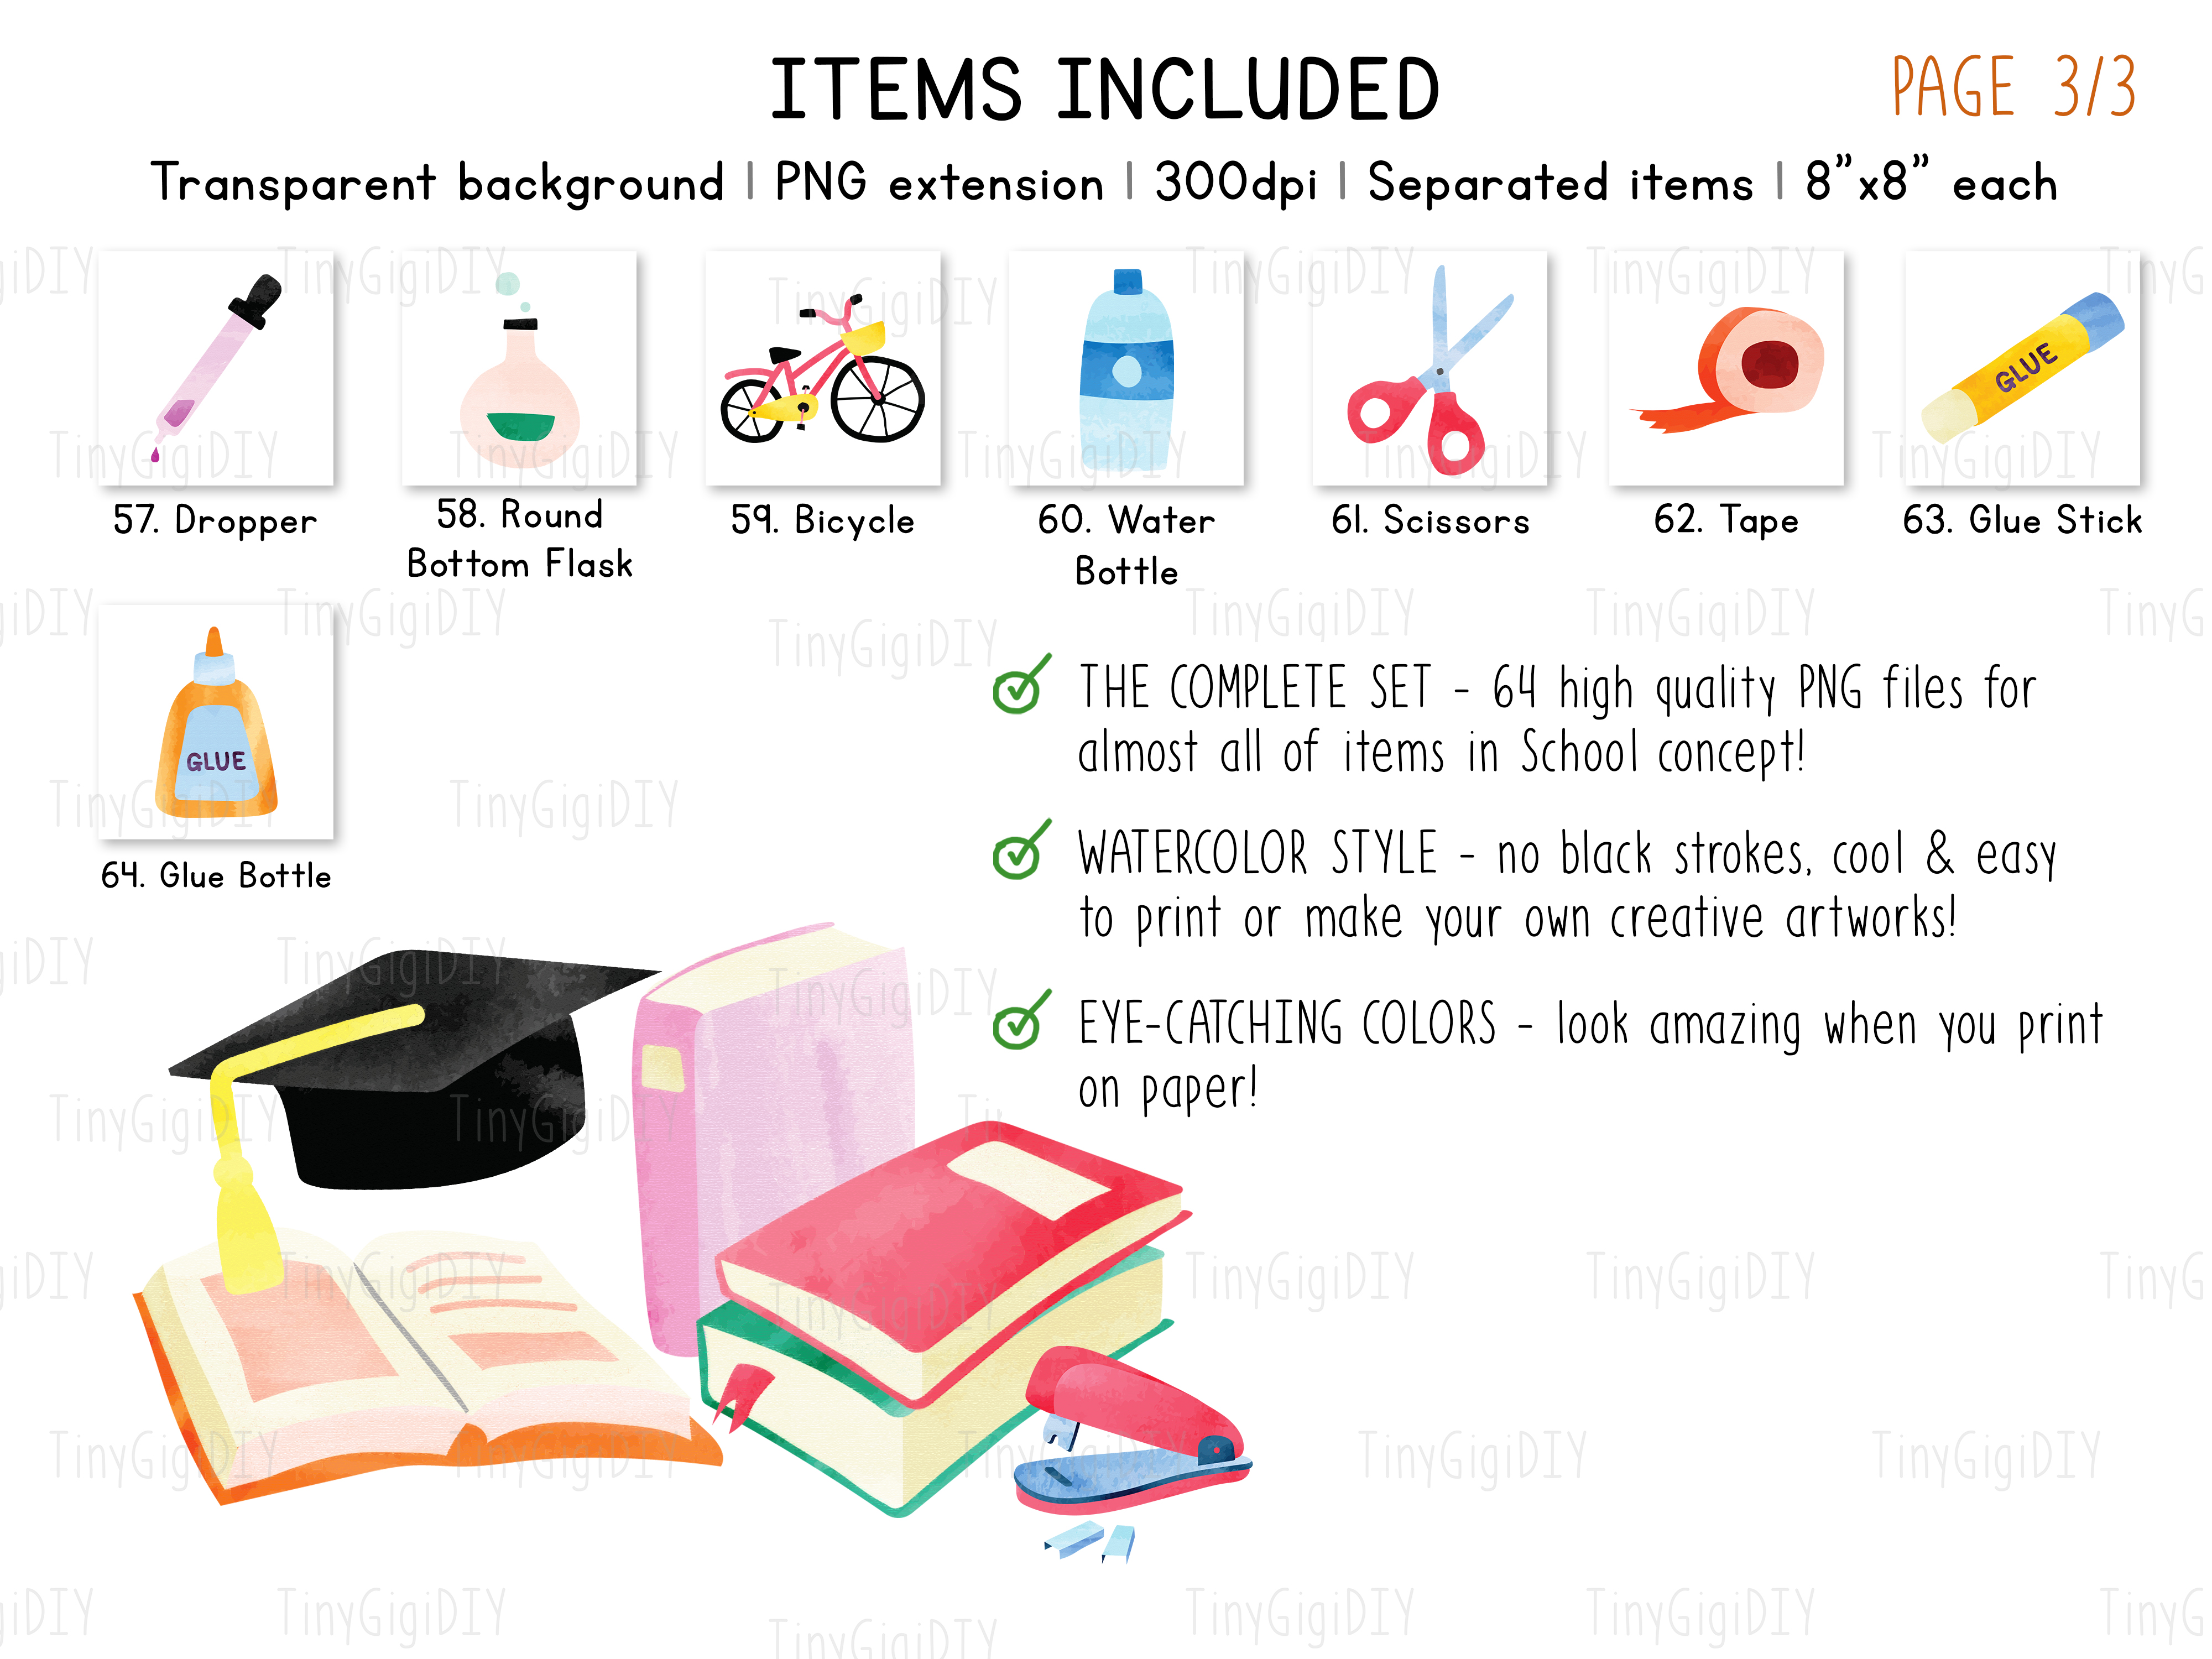 ITEMS INCLUDED
PAGE 3/3
Transparent background | PNG extension | 300dpi | Separated items | 8”x8” each
57. Dropper
58. Round
Bottom Flask
59. Bicycle
60. Water
Bottle
61. Scissors
62. Tape
GLUE
63. Glue Stick
GLUE
64. Glue Bottle
THE COMPLETE SET - 64 high quality PNG files for
almost all of items in School concept!
WATERCOLOR STYLE - no black strokes, cool & easy
to print or make your own creative artworks!
EYE-CATCHING COLORS - look amazing when you print
on paper!
TinyGigiDIY